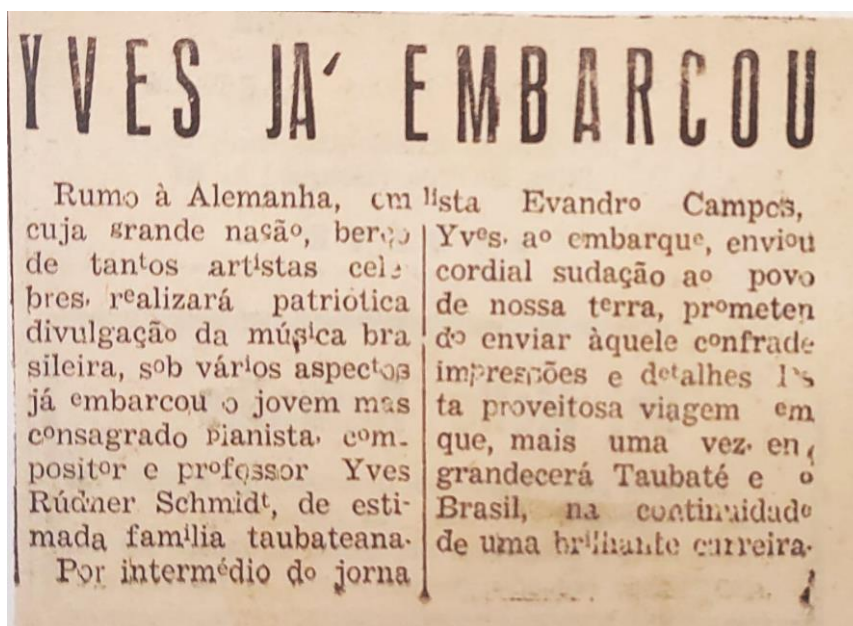 YVES JÁ EMBARCOU
Rumo à Alemanha, em
cuja grande nação, berço
de tantos artistas cele
bres, realizará patriótica
divulgação da música bra
sileira, sob vários aspectos
já embarcou o jovem mas
consagrado pianista, com-
positor e professor Yves
Rúdner Schmidt, de esti-
mada família taubateana.
Por intermédio do jorna
lista Evandro Campos,
Yves, ao embarque, enviou
cordial sudação ao povo
de nossa terra, prometen
do enviar àquele confrade
impressões e detalhes des
ta proveitosa viagem em
que, mais uma vez, en
grandecerá Taubaté e o
Brasil, na continuidade
de uma brilhante carreira.